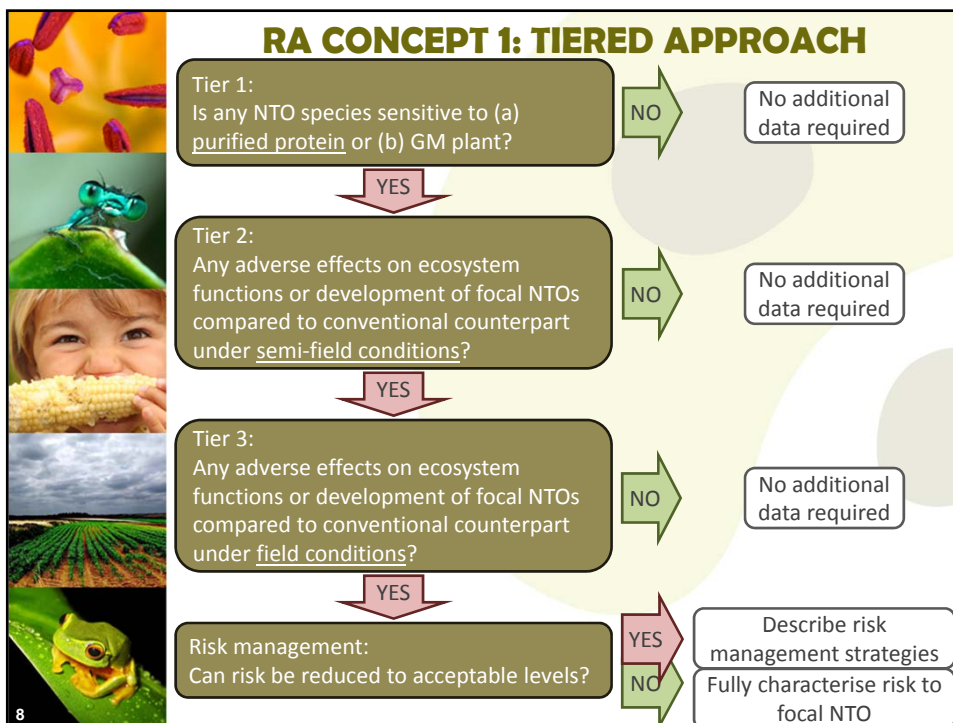 RA CONCEPT 1: TIERED APPROACH
Tier 1:
Is any NTO species sensitive to (a)
purified protein or (b) GM plant?
NO
No additional
data required
YES
Tier 2:
Any adverse effects on ecosystem
functions or development of focal NTOs
compared to conventional counterpart
under semi-field conditions?
NO
No additional
data required
YES
Tier 3:
Any adverse effects on ecosystem
functions or development of focal NTOs
compared to conventional counterpart
under field conditions?
NO
No additional
data required
YES
Risk management:
Can risk be reduced to acceptable levels?
YES
Describe risk
management strategies
NO
Fully characterise risk to
focal NTO
8